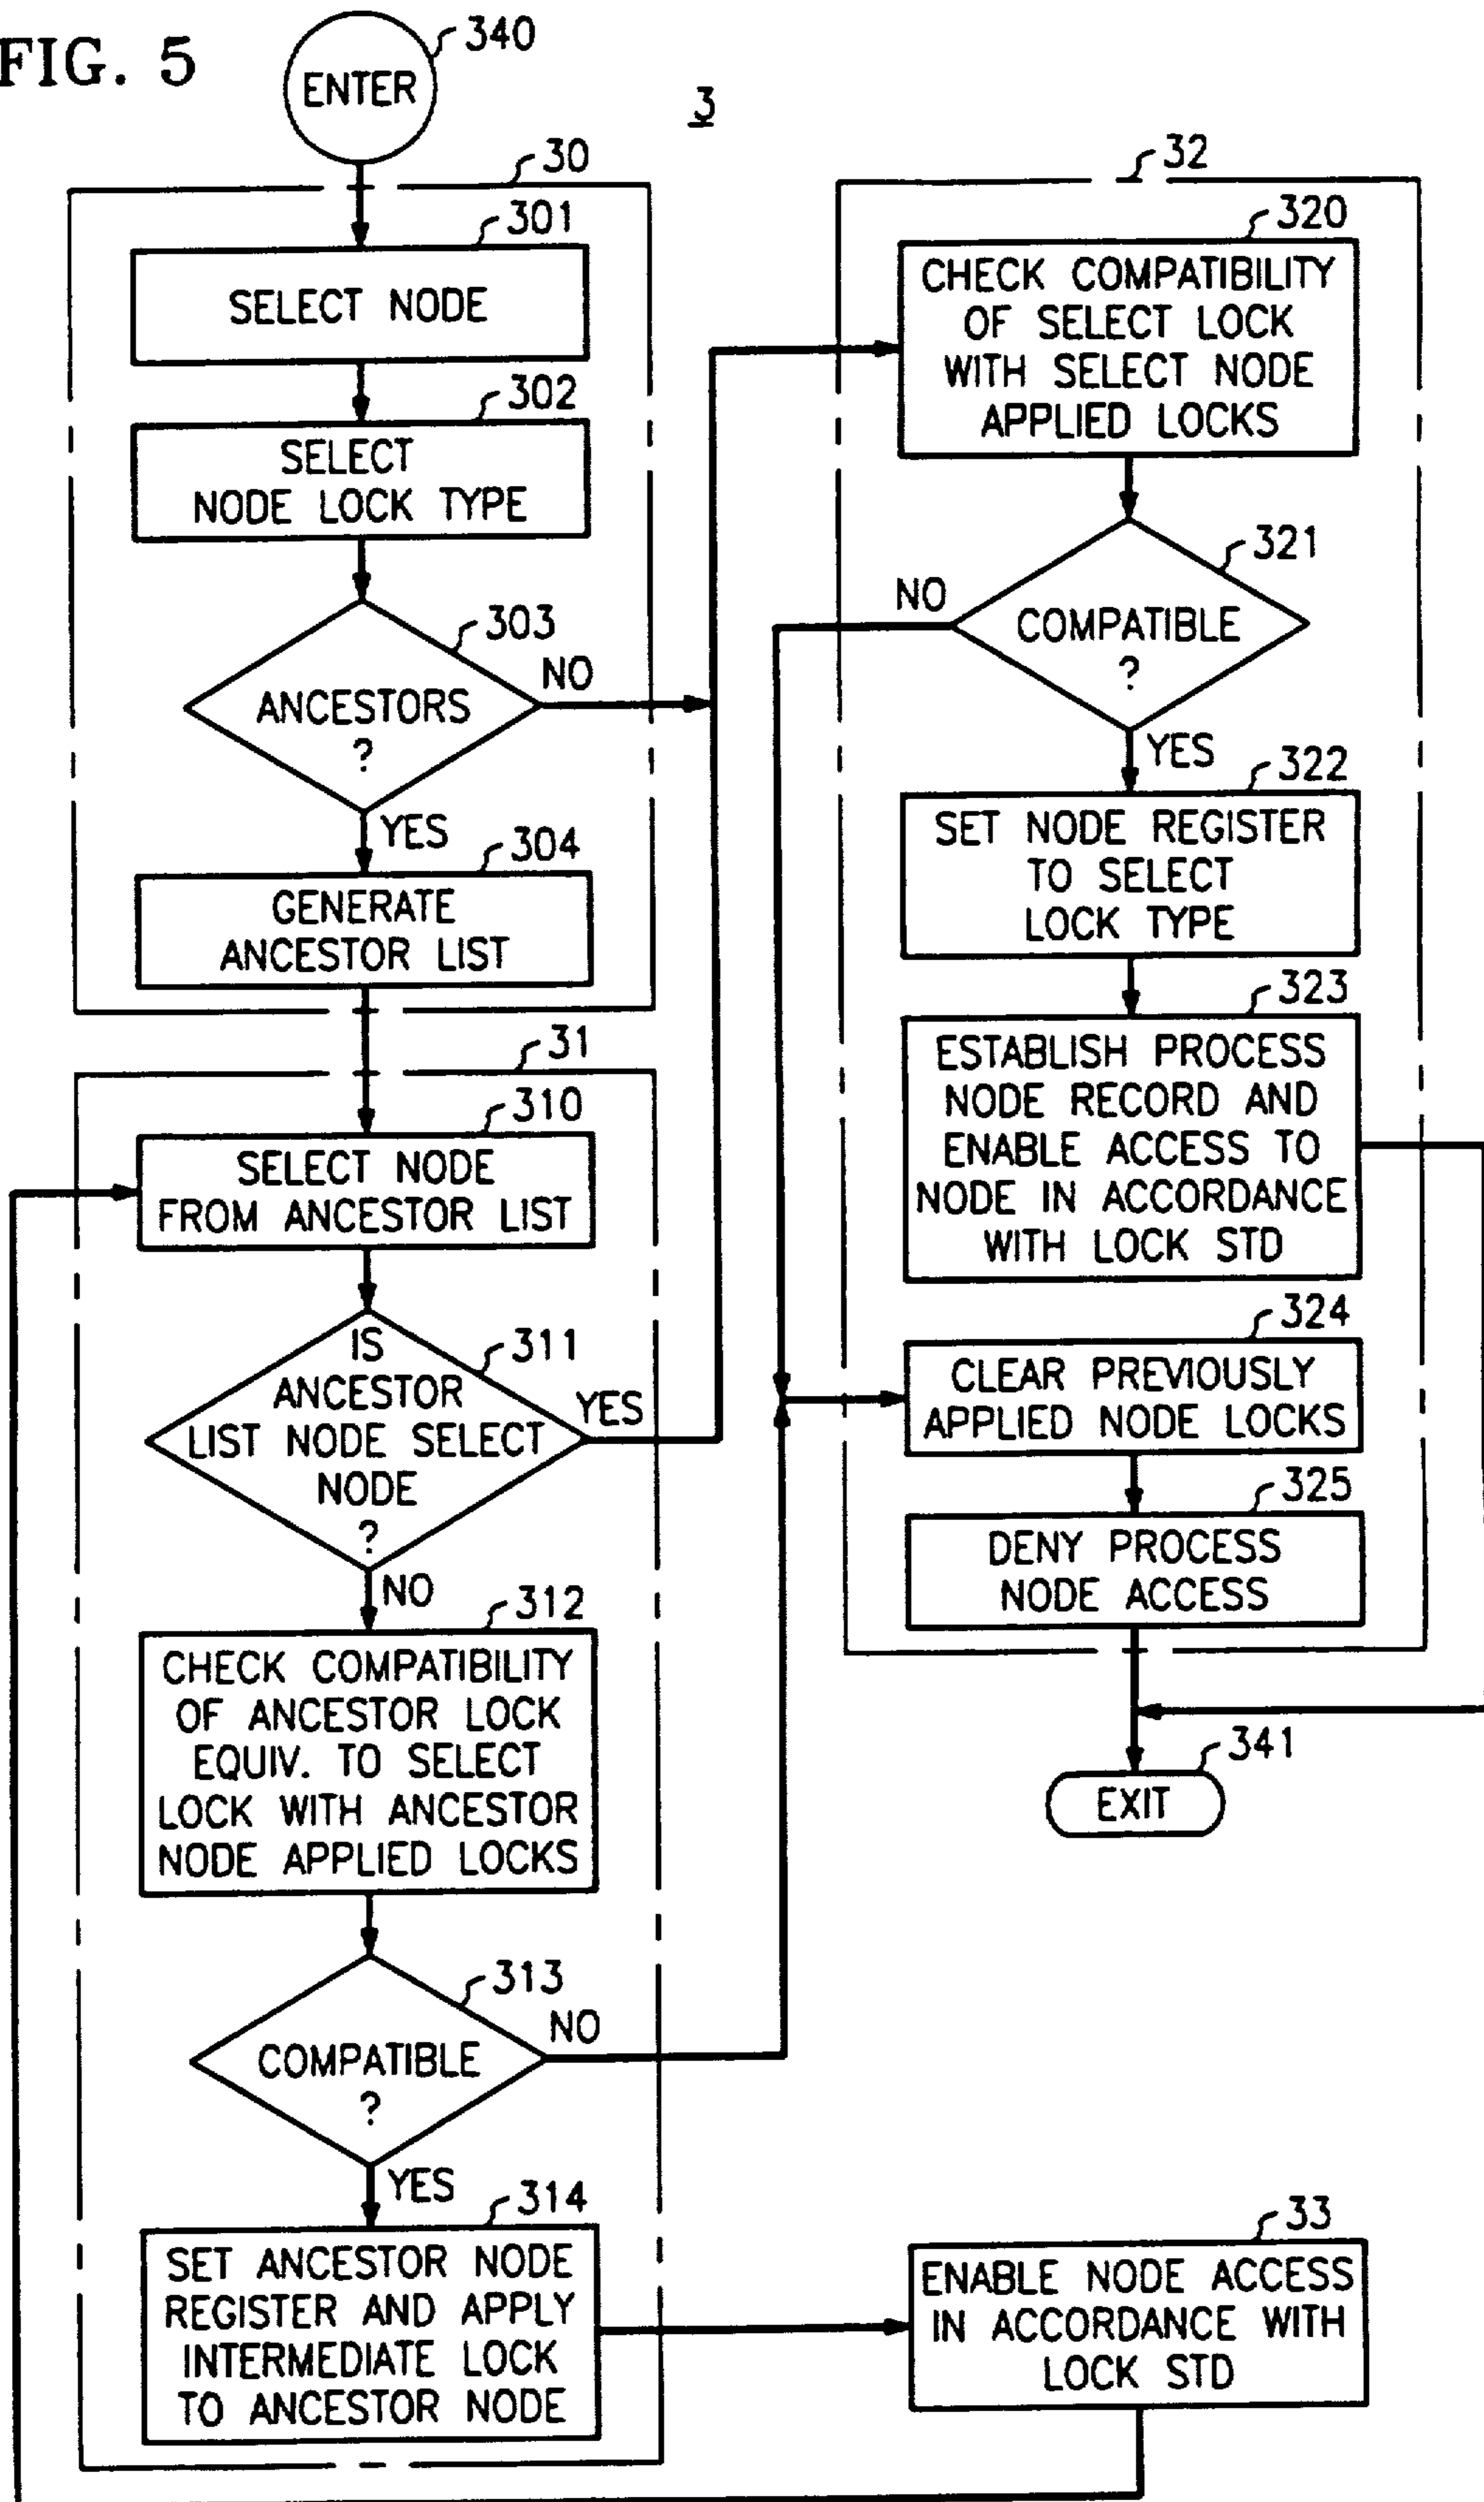 FIG. 5
340
ENTER
3
30
301
SELECT NODE
302
SELECT
NODE LOCK TYPE
303
ANCESTORS
?
NO
YES
304
GENERATE
ANCESTOR LIST
31
310
SELECT NODE
FROM ANCESTOR LIST
311
IS
ANCESTOR
LIST NODE SELECT
NODE
?
YES
NO
312
CHECK COMPATIBILITY
OF ANCESTOR LOCK
EQUIV. TO SELECT
LOCK WITH ANCESTOR
NODE APPLIED LOCKS
313
COMPATIBLE
?
NO
YES
314
SET ANCESTOR NODE
REGISTER AND APPLY
INTERMEDIATE LOCK
TO ANCESTOR NODE
32
320
CHECK COMPATIBILITY
OF SELECT LOCK
WITH SELECT NODE
APPLIED LOCKS
321
COMPATIBLE
?
NO
YES
322
SET NODE REGISTER
TO SELECT
LOCK TYPE
323
ESTABLISH PROCESS
NODE RECORD AND
ENABLE ACCESS TO
NODE IN ACCORDANCE
WITH LOCK STD
324
CLEAR PREVIOUSLY
APPLIED NODE LOCKS
325
DENY PROCESS
NODE ACCESS
341
EXIT
33
ENABLE NODE ACCESS
IN ACCORDANCE WITH
LOCK STD